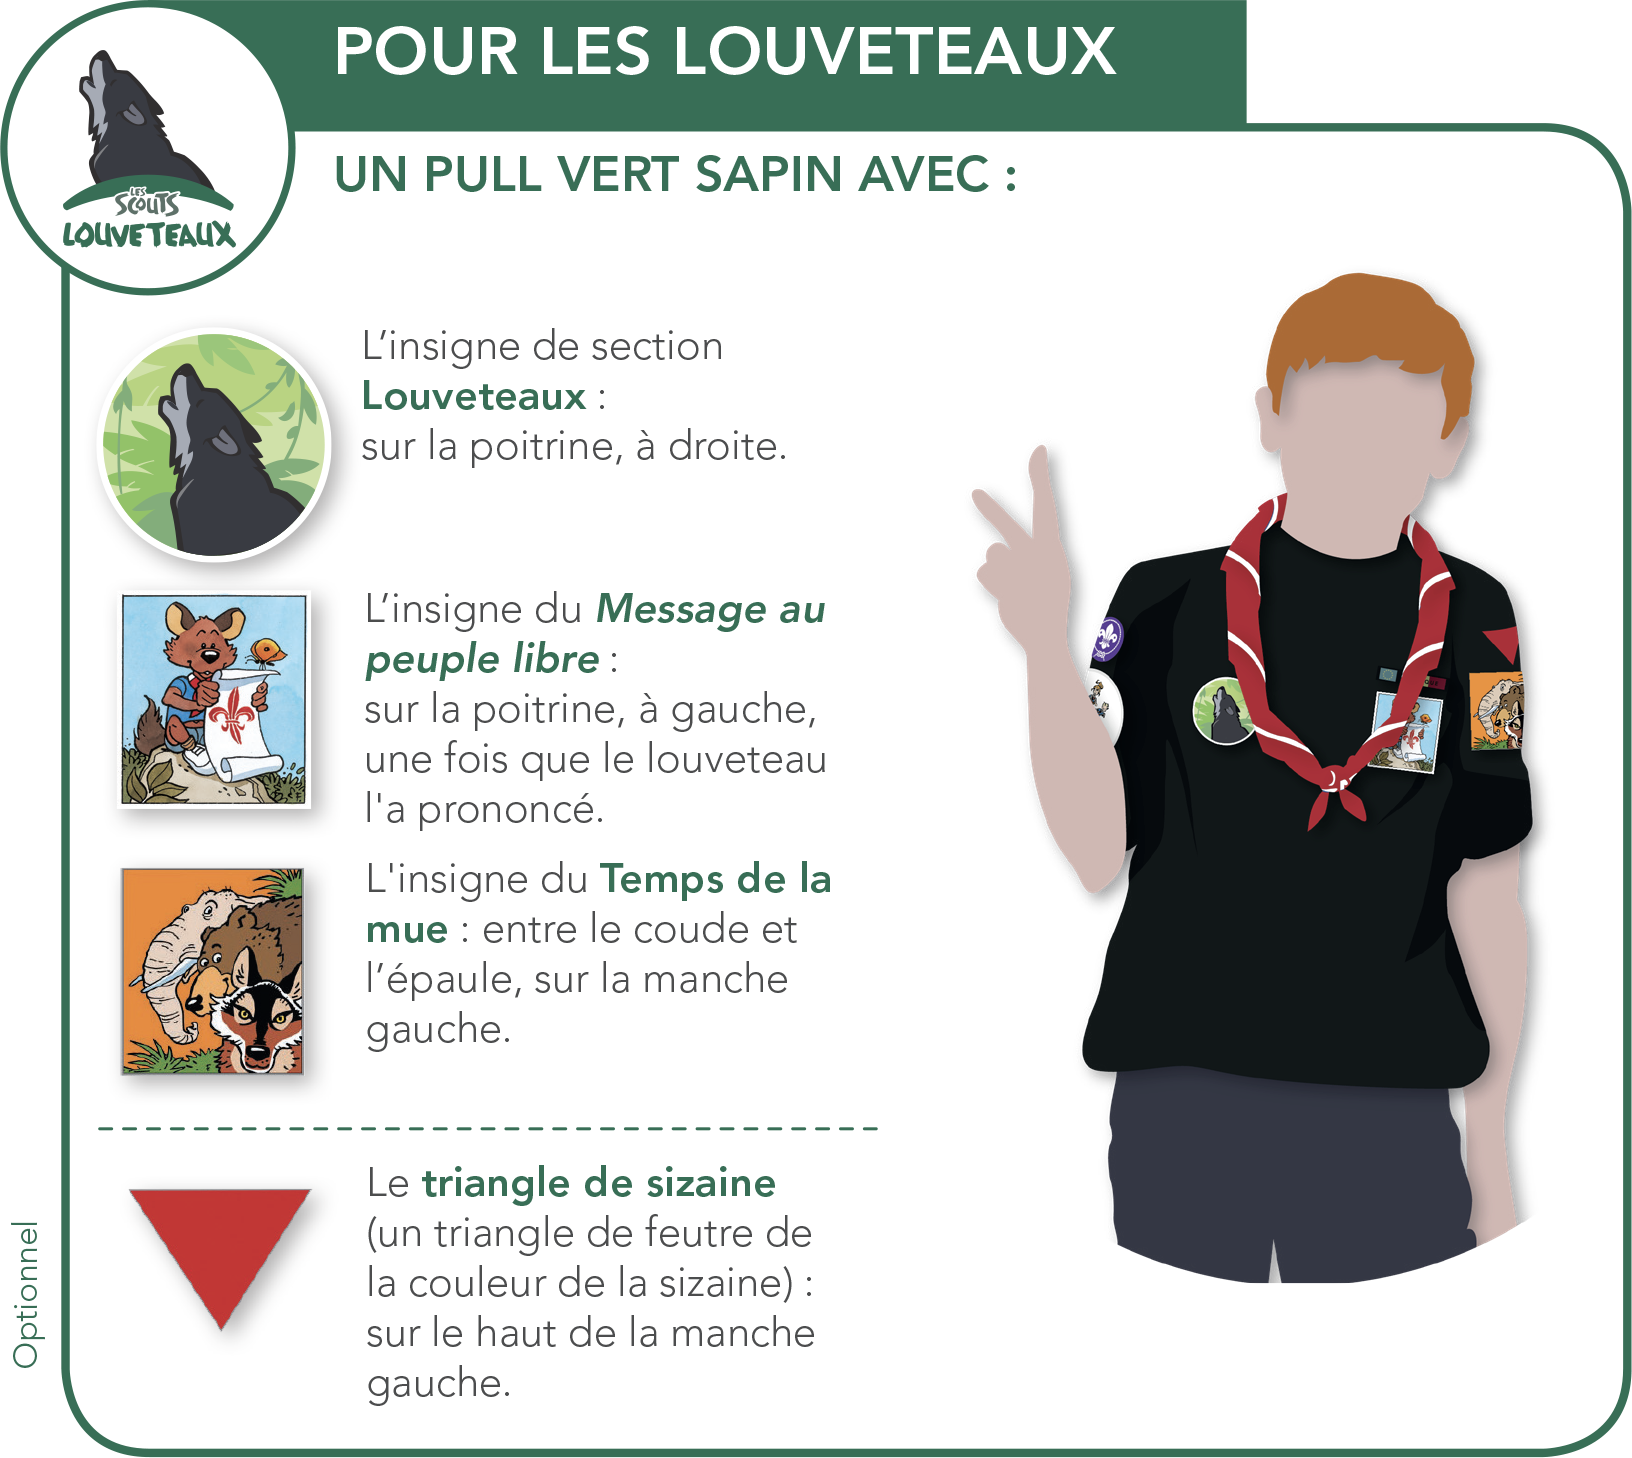 POUR LES LOUVETEAUX
LES
SCOUTS
LOUVETEAUX
UN PULL VERT SAPIN AVEC :
L’insigne de section
Louveteaux :
sur la poitrine, à droite.
L’insigne du Message au
peuple libre :
sur la poitrine, à gauche,
une fois que le louveteau
l'a prononcé.
L'insigne du Temps de la
mue : entre le coude et
l’épaule, sur la manche
gauche.
Optionnel
Le triangle de sizaine
(un triangle de feutre de
la couleur de la sizaine) :
sur le haut de la manche
gauche.